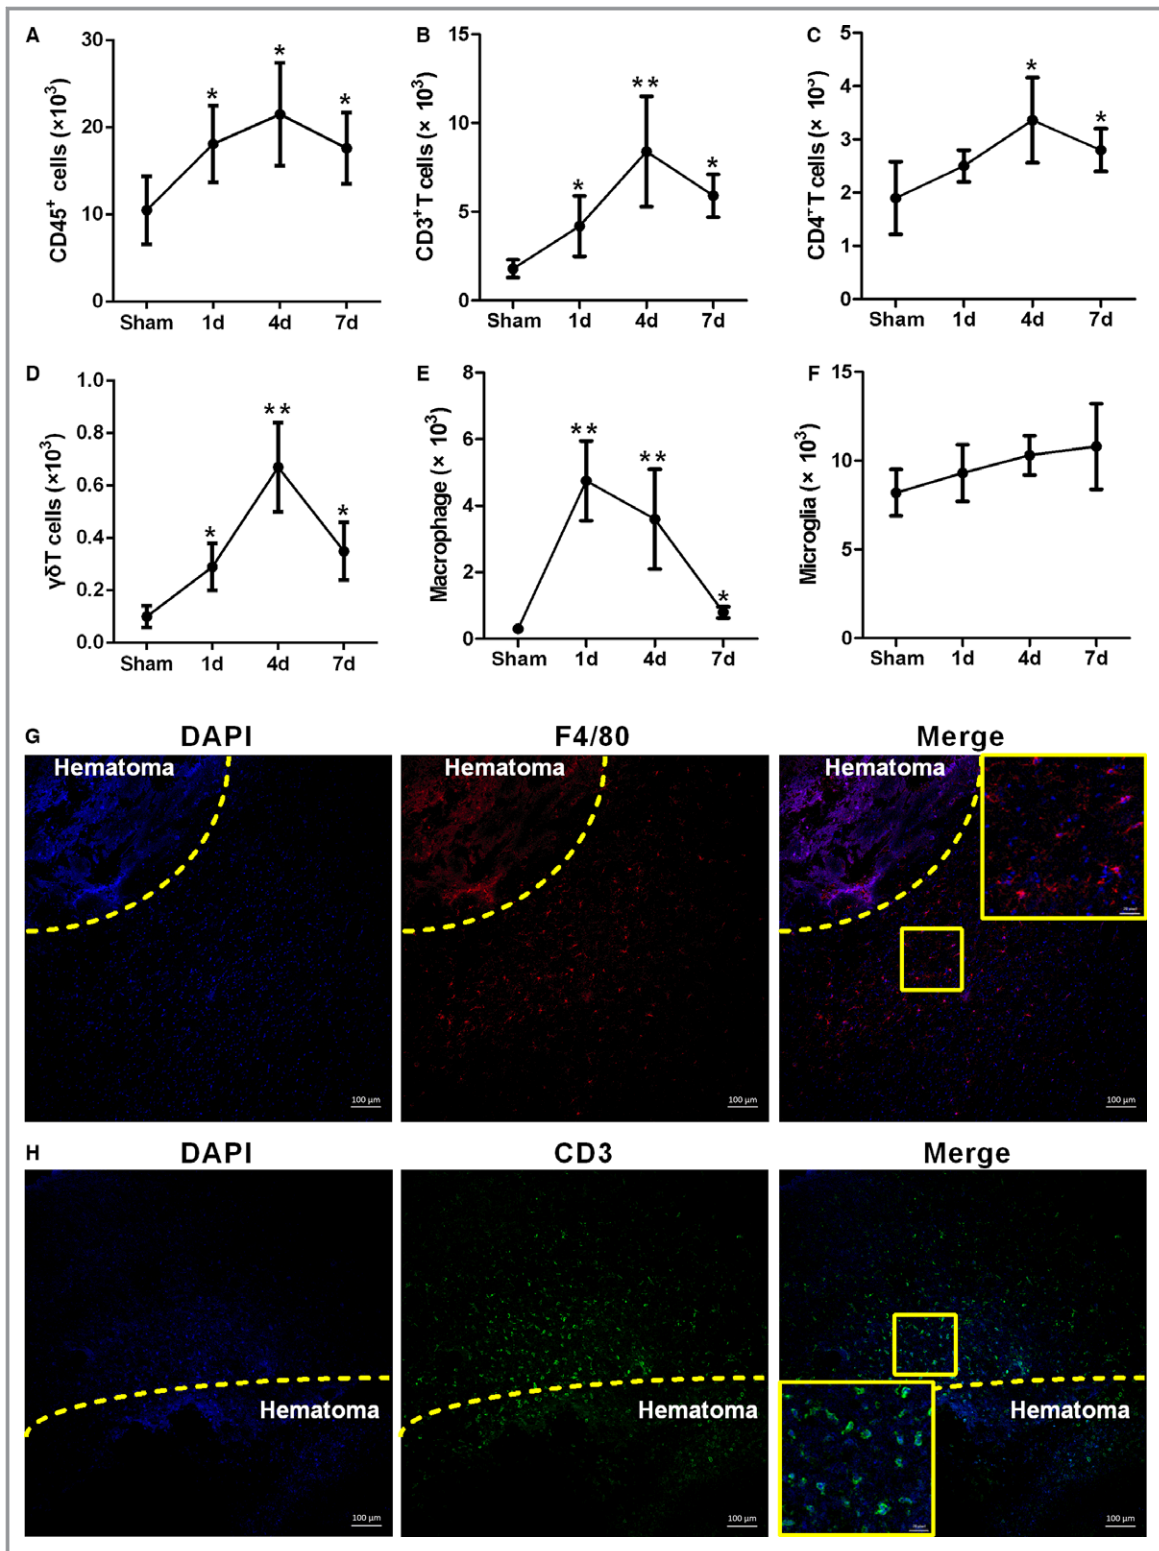 A
CD45⁺ cells (×10³)
30
20
10
0
Sham 1d 4d 7d
* * *
B
CD3⁺T cells (× 10³)
15
10
5
0
Sham 1d 4d 7d
* ** *
C
CD4⁺T cells (× 10³)
5
4
3
2
1
0
Sham 1d 4d 7d
* *
D
γδT cells (×10³)
1.0
0.8
0.6
0.4
0.2
0.0
Sham 1d 4d 7d
* ** *
E
Macrophage (× 10³)
8
6
4
2
0
Sham 1d 4d 7d
** ** *
F
Microglia (× 10³)
15
10
5
0
Sham 1d 4d 7d
G
DAPI F4/80 Merge
Hematoma Hematoma Hematoma
100 µm 100 µm 100 µm
H
DAPI CD3 Merge
Hematoma Hematoma Hematoma
100 µm 100 µm 100 µm